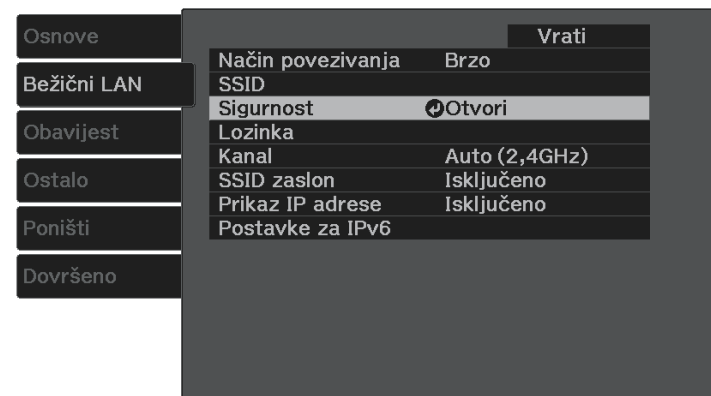 Osnove
Bežični LAN
Obavijest
Ostalo
Poništi
Dovršeno
Vrati
Način povezivanja Brzo
SSID
Sigurnost Otvori
Lozinka
Kanal Auto (2,4GHz)
SSID zaslon Isključeno
Prikaz IP adrese Isključeno
Postavke za IPv6